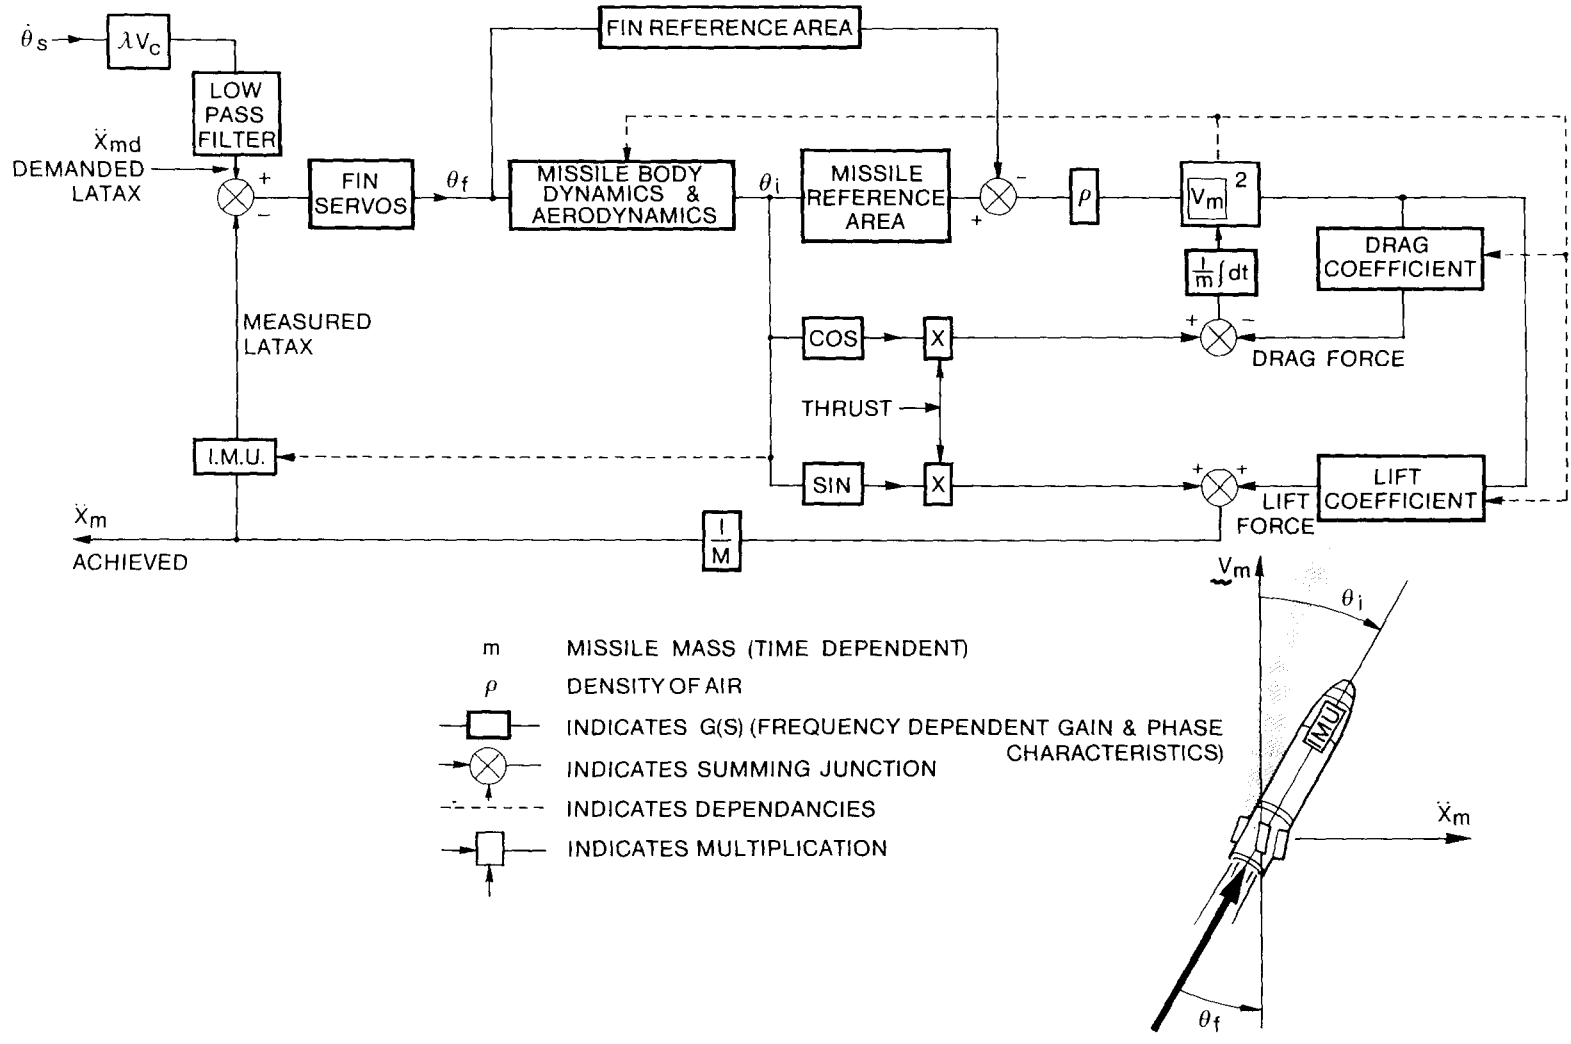 θ̇s
λVc
FIN REFERENCE AREA
LOW
PASS
FILTER
Ẍmd
DEMANDED
LATAX
+
−
FIN
SERVOS
θf
MISSILE BODY
DYNAMICS &
AERODYNAMICS
θi
MISSILE
REFERENCE
AREA
−
+
ρ
Vm 2
DRAG
COEFFICIENT
1/m ∫dt
MEASURED
LATAX
COS
X
+
−
DRAG FORCE
THRUST
I.M.U.
SIN
X
+
+
LIFT
FORCE
LIFT
COEFFICIENT
Ẍm
ACHIEVED
1/M
Vm
θi
m MISSILE MASS (TIME DEPENDENT)
ρ DENSITY OF AIR
INDICATES G(S) (FREQUENCY DEPENDENT GAIN & PHASE
CHARACTERISTICS)
INDICATES SUMMING JUNCTION
INDICATES DEPENDANCIES
INDICATES MULTIPLICATION
IMU
Ẍm
θf